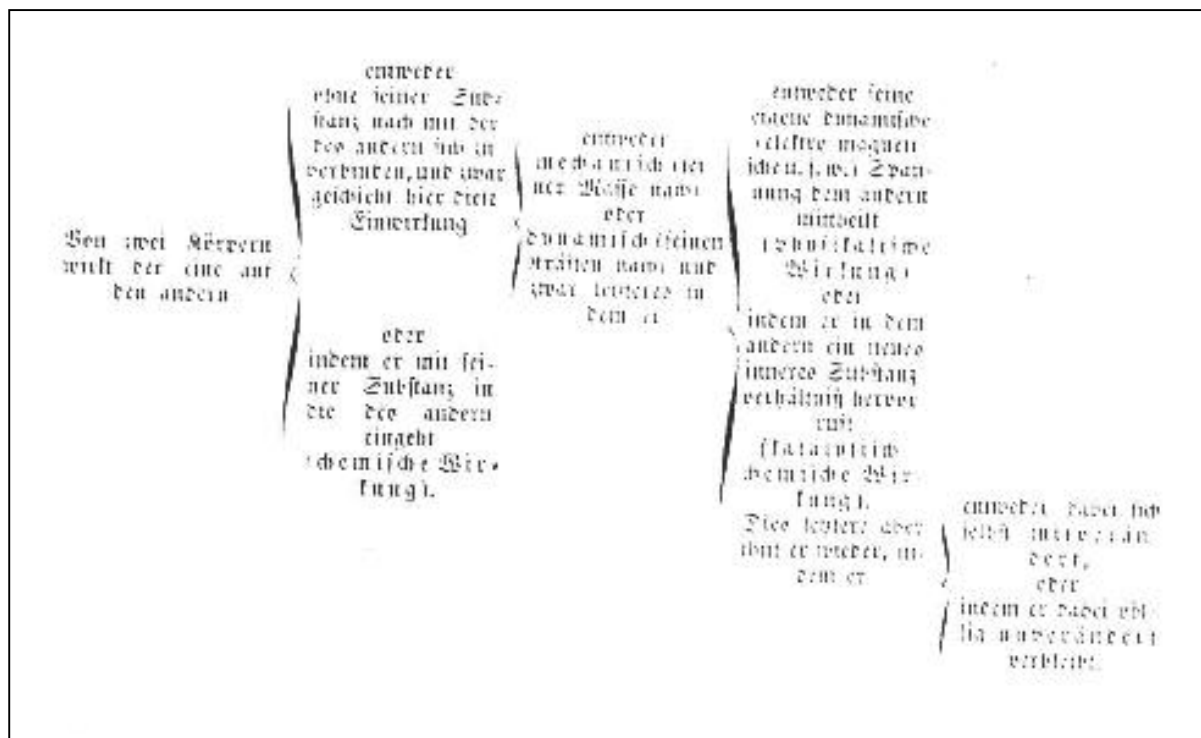 Von zwei Körpern
wirkt der eine auf
den andern
entweder
ohne seiner Sub-
stanz nach mit der
des andern sich zu
verbinden, und zwar
geschieht hier diese
Einwirkung
oder
indem er mit sei-
ner Substanz in
die des andern
eingeht
(chemische Wir-
kung).
entweder
mechanisch (sei-
ner Masse nach)
oder
dynamisch (seinen
Kräften nach) und
zwar letzteres in
dem er
entweder seine
eigene dynamische
(elektro magneti
schen u. s. w.) Span-
nung dem andern
mittheilt
(physikalische
Wirkung)
oder
indem er in dem
andern ein neues
inneres Substanz
verhältniß hervor
ruft
(katalytisch
chemische Wir-
kung).
Dies letztere aber
thut er wieder, in-
dem er
entweder dabei sich
selbst mitverän
dert,
oder
indem er dabei völ-
lig unverändert
verbleibt.